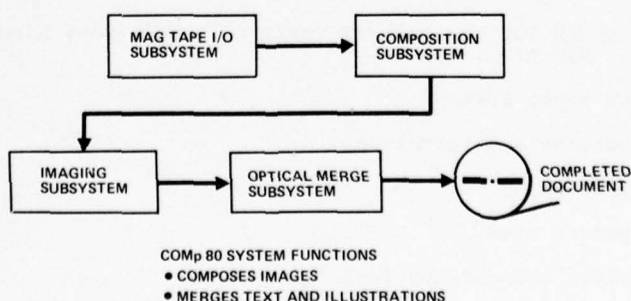 MAG TAPE I/O
SUBSYSTEM
COMPOSITION
SUBSYSTEM
IMAGING
SUBSYSTEM
OPTICAL MERGE
SUBSYSTEM
COMPLETED
DOCUMENT
COMp 80 SYSTEM FUNCTIONS
• COMPOSES IMAGES
• MERGES TEXT AND ILLUSTRATIONS